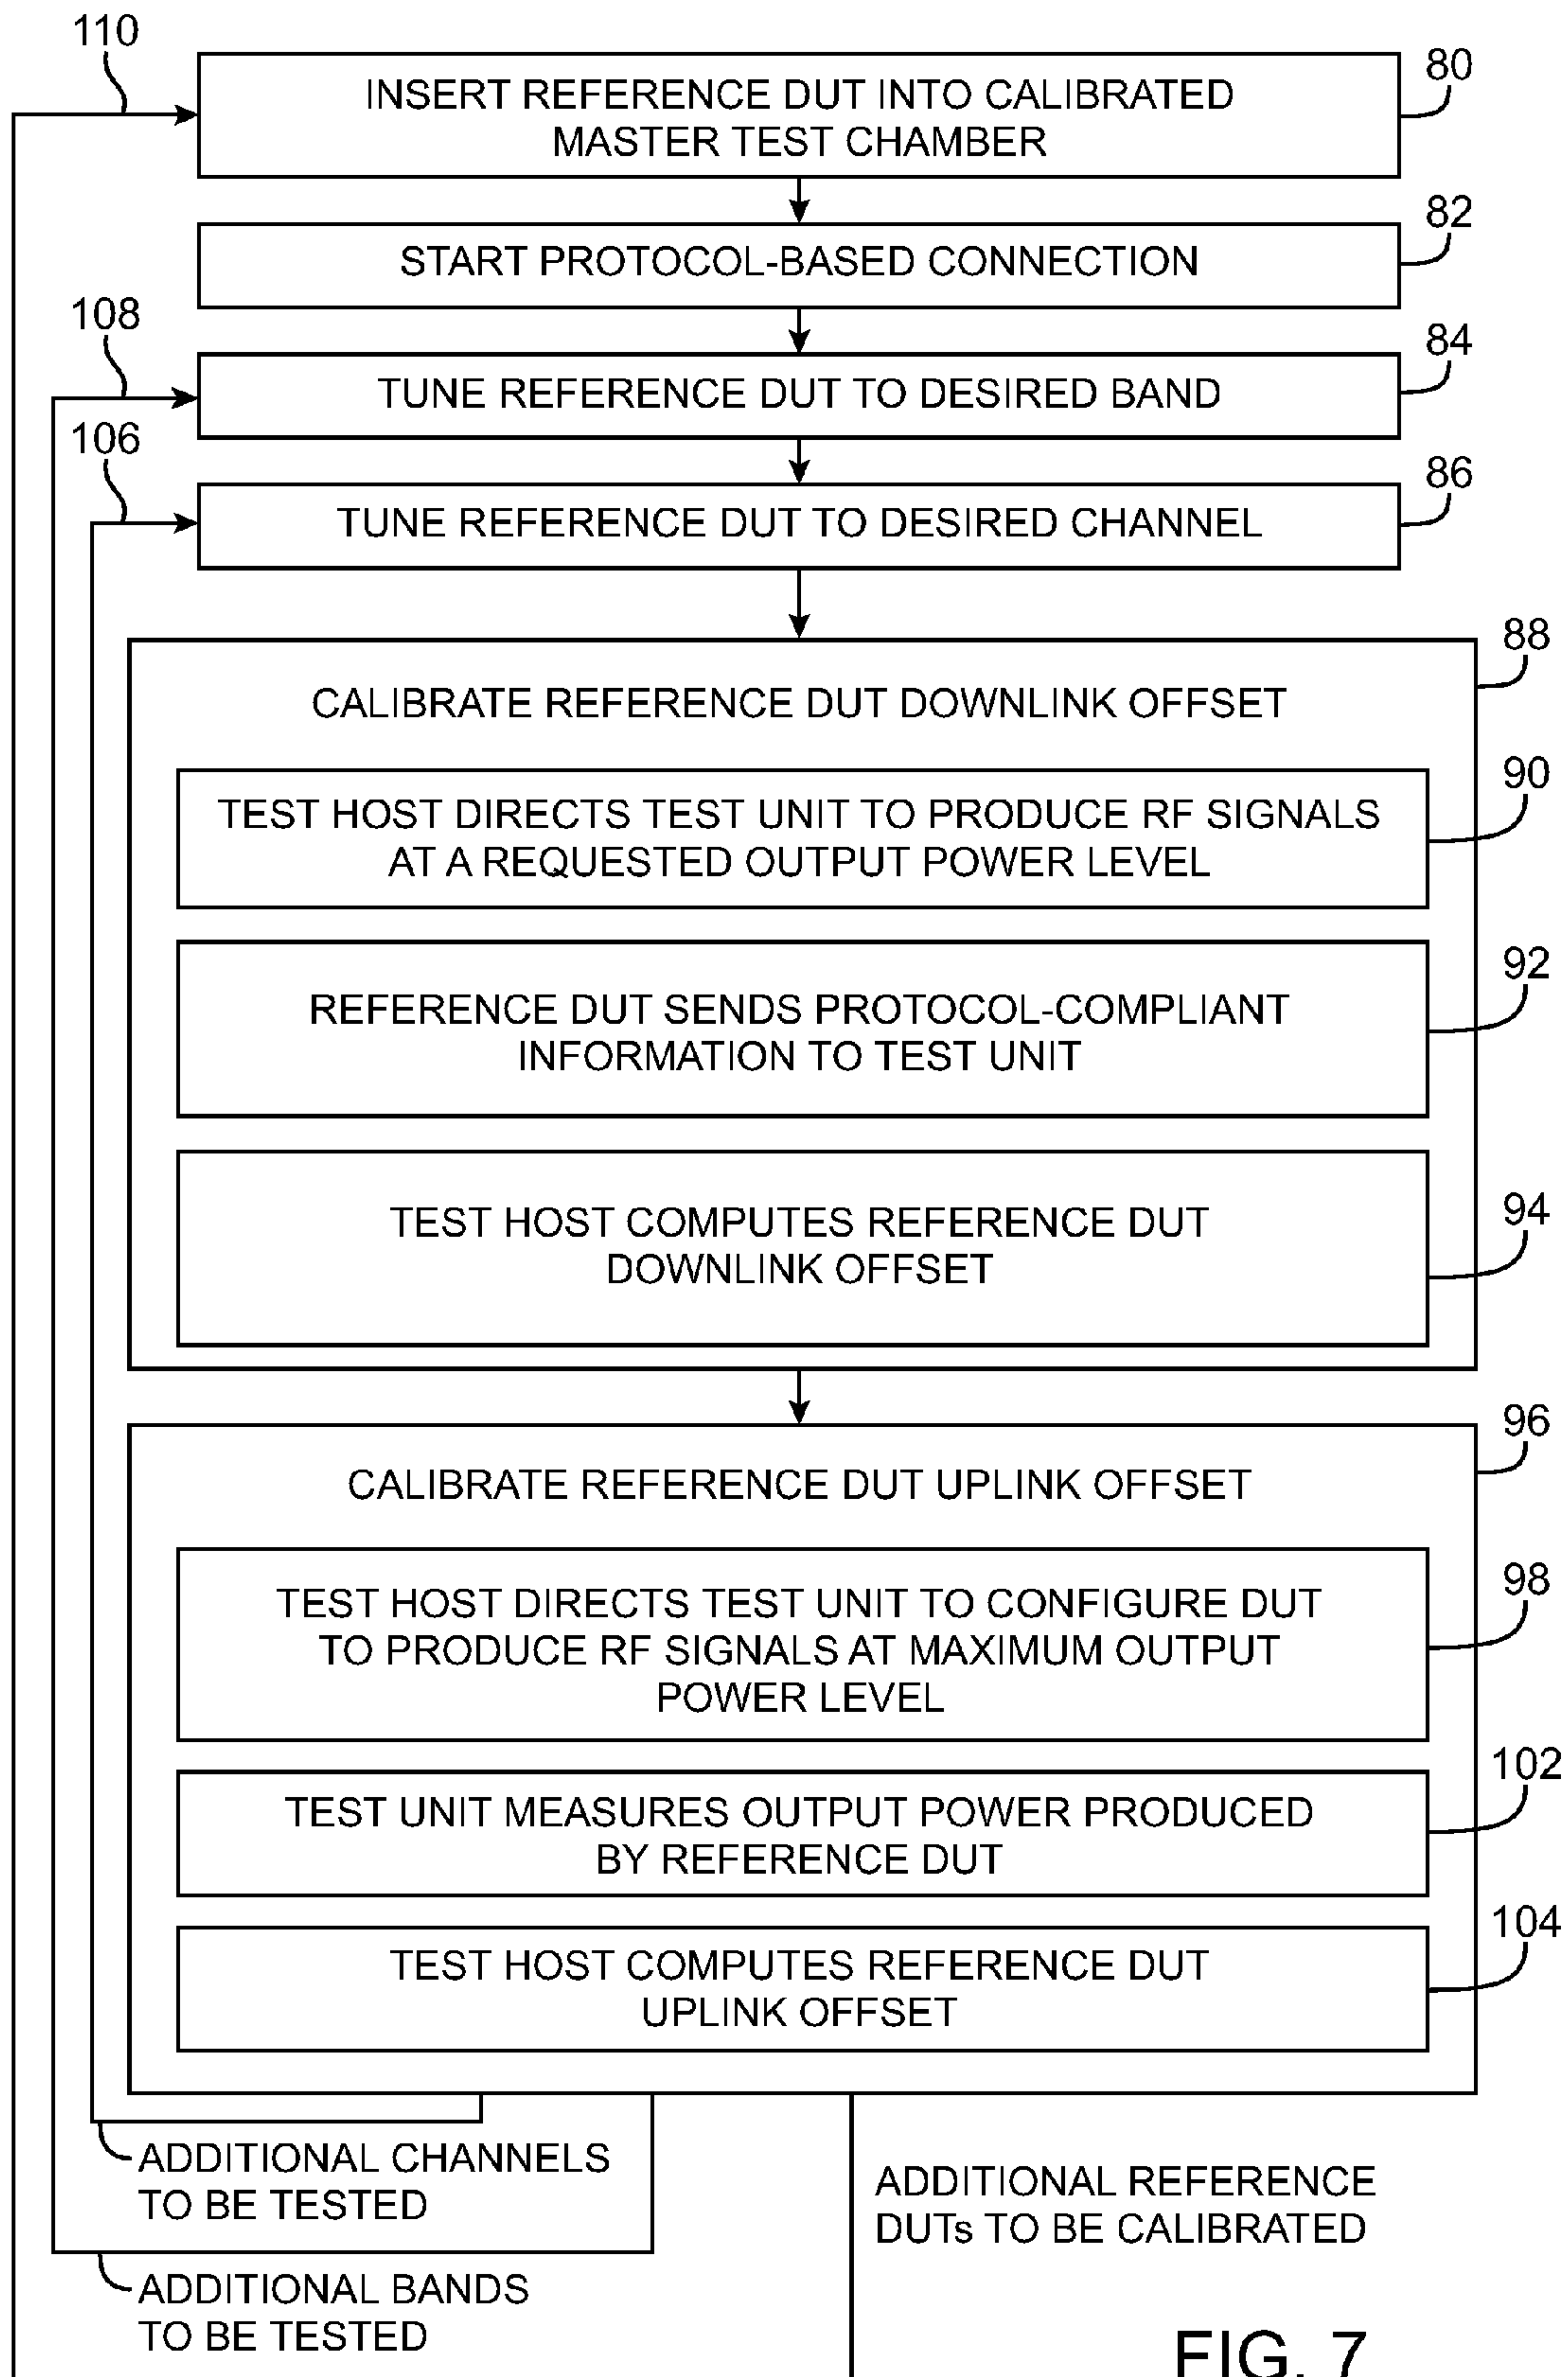 110
INSERT REFERENCE DUT INTO CALIBRATED
MASTER TEST CHAMBER
80
START PROTOCOL-BASED CONNECTION
82
108
TUNE REFERENCE DUT TO DESIRED BAND
84
106
TUNE REFERENCE DUT TO DESIRED CHANNEL
86
88
CALIBRATE REFERENCE DUT DOWNLINK OFFSET
90
TEST HOST DIRECTS TEST UNIT TO PRODUCE RF SIGNALS
AT A REQUESTED OUTPUT POWER LEVEL
92
REFERENCE DUT SENDS PROTOCOL-COMPLIANT
INFORMATION TO TEST UNIT
94
TEST HOST COMPUTES REFERENCE DUT
DOWNLINK OFFSET
96
CALIBRATE REFERENCE DUT UPLINK OFFSET
98
TEST HOST DIRECTS TEST UNIT TO CONFIGURE DUT
TO PRODUCE RF SIGNALS AT MAXIMUM OUTPUT
POWER LEVEL
102
TEST UNIT MEASURES OUTPUT POWER PRODUCED
BY REFERENCE DUT
104
TEST HOST COMPUTES REFERENCE DUT
UPLINK OFFSET
ADDITIONAL CHANNELS
TO BE TESTED
ADDITIONAL REFERENCE
DUTs TO BE CALIBRATED
ADDITIONAL BANDS
TO BE TESTED
FIG. 7